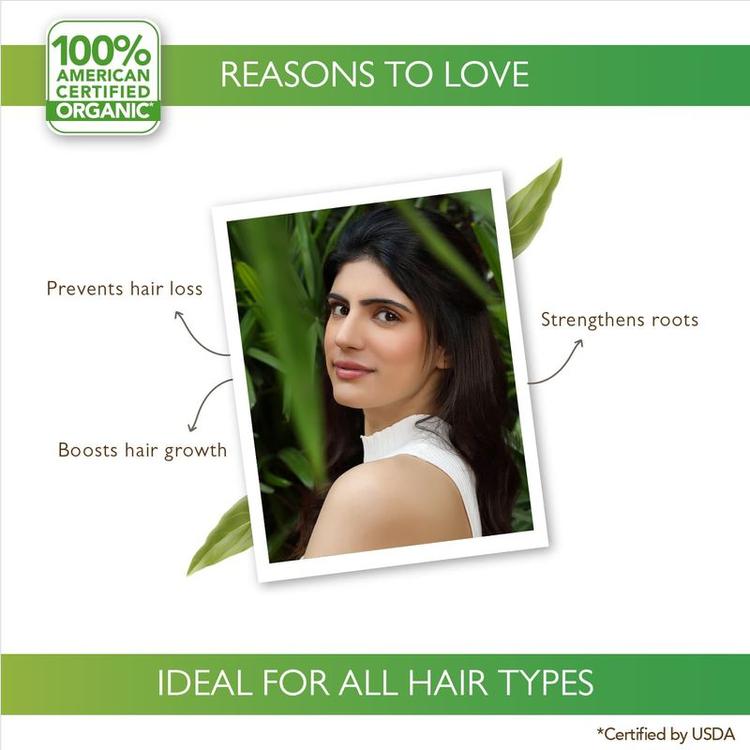 100%
AMERICAN
CERTIFIED
ORGANIC*
REASONS TO LOVE
Prevents hair loss
Strengthens roots
Boosts hair growth
IDEAL FOR ALL HAIR TYPES
*Certified by USDA